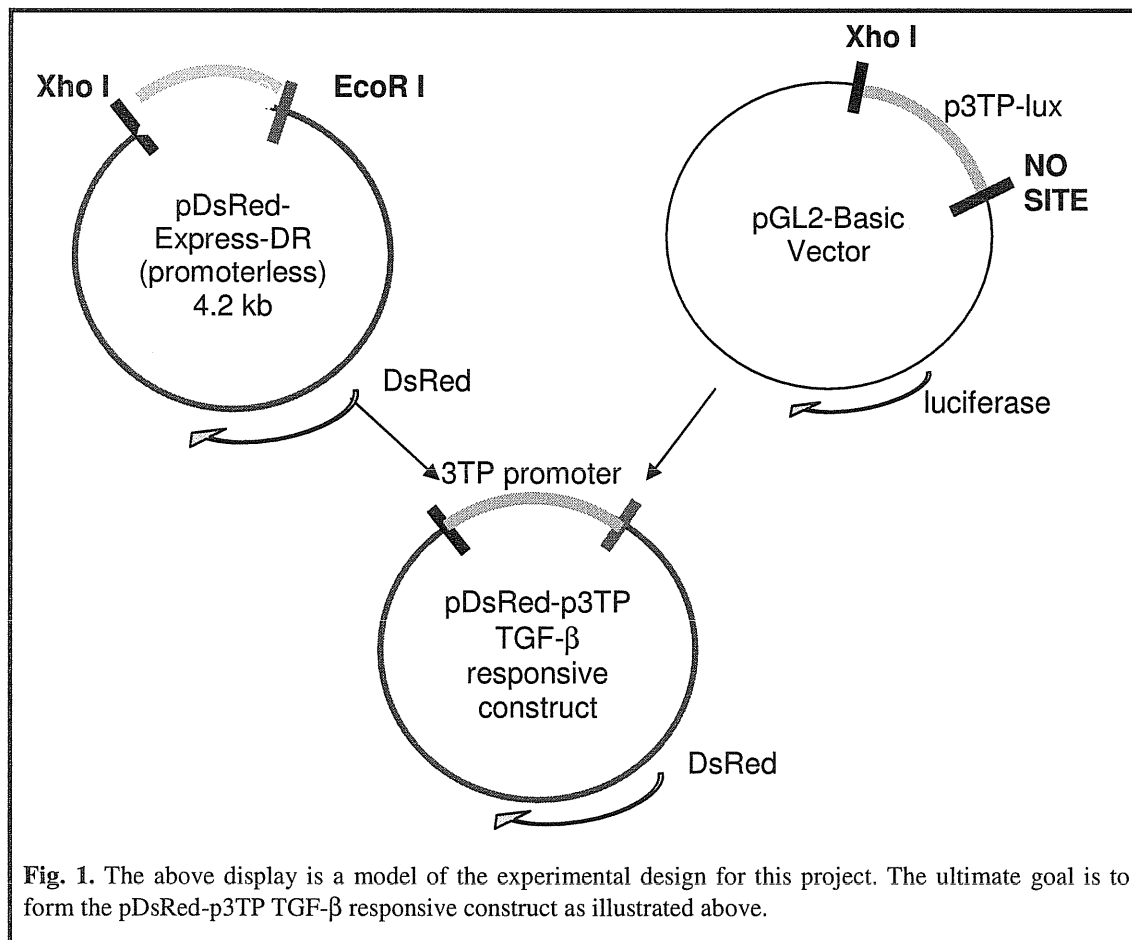 Xho I
EcoR I
pDsRed-
Express-DR
(promoterless)
4.2 kb
DsRed
Xho I
p3TP-lux
NO
SITE
pGL2-Basic
Vector
luciferase
3TP promoter
pDsRed-p3TP
TGF-β
responsive
construct
DsRed
Fig. 1. The above display is a model of the experimental design for this project. The ultimate goal is to
form the pDsRed-p3TP TGF-β responsive construct as illustrated above.